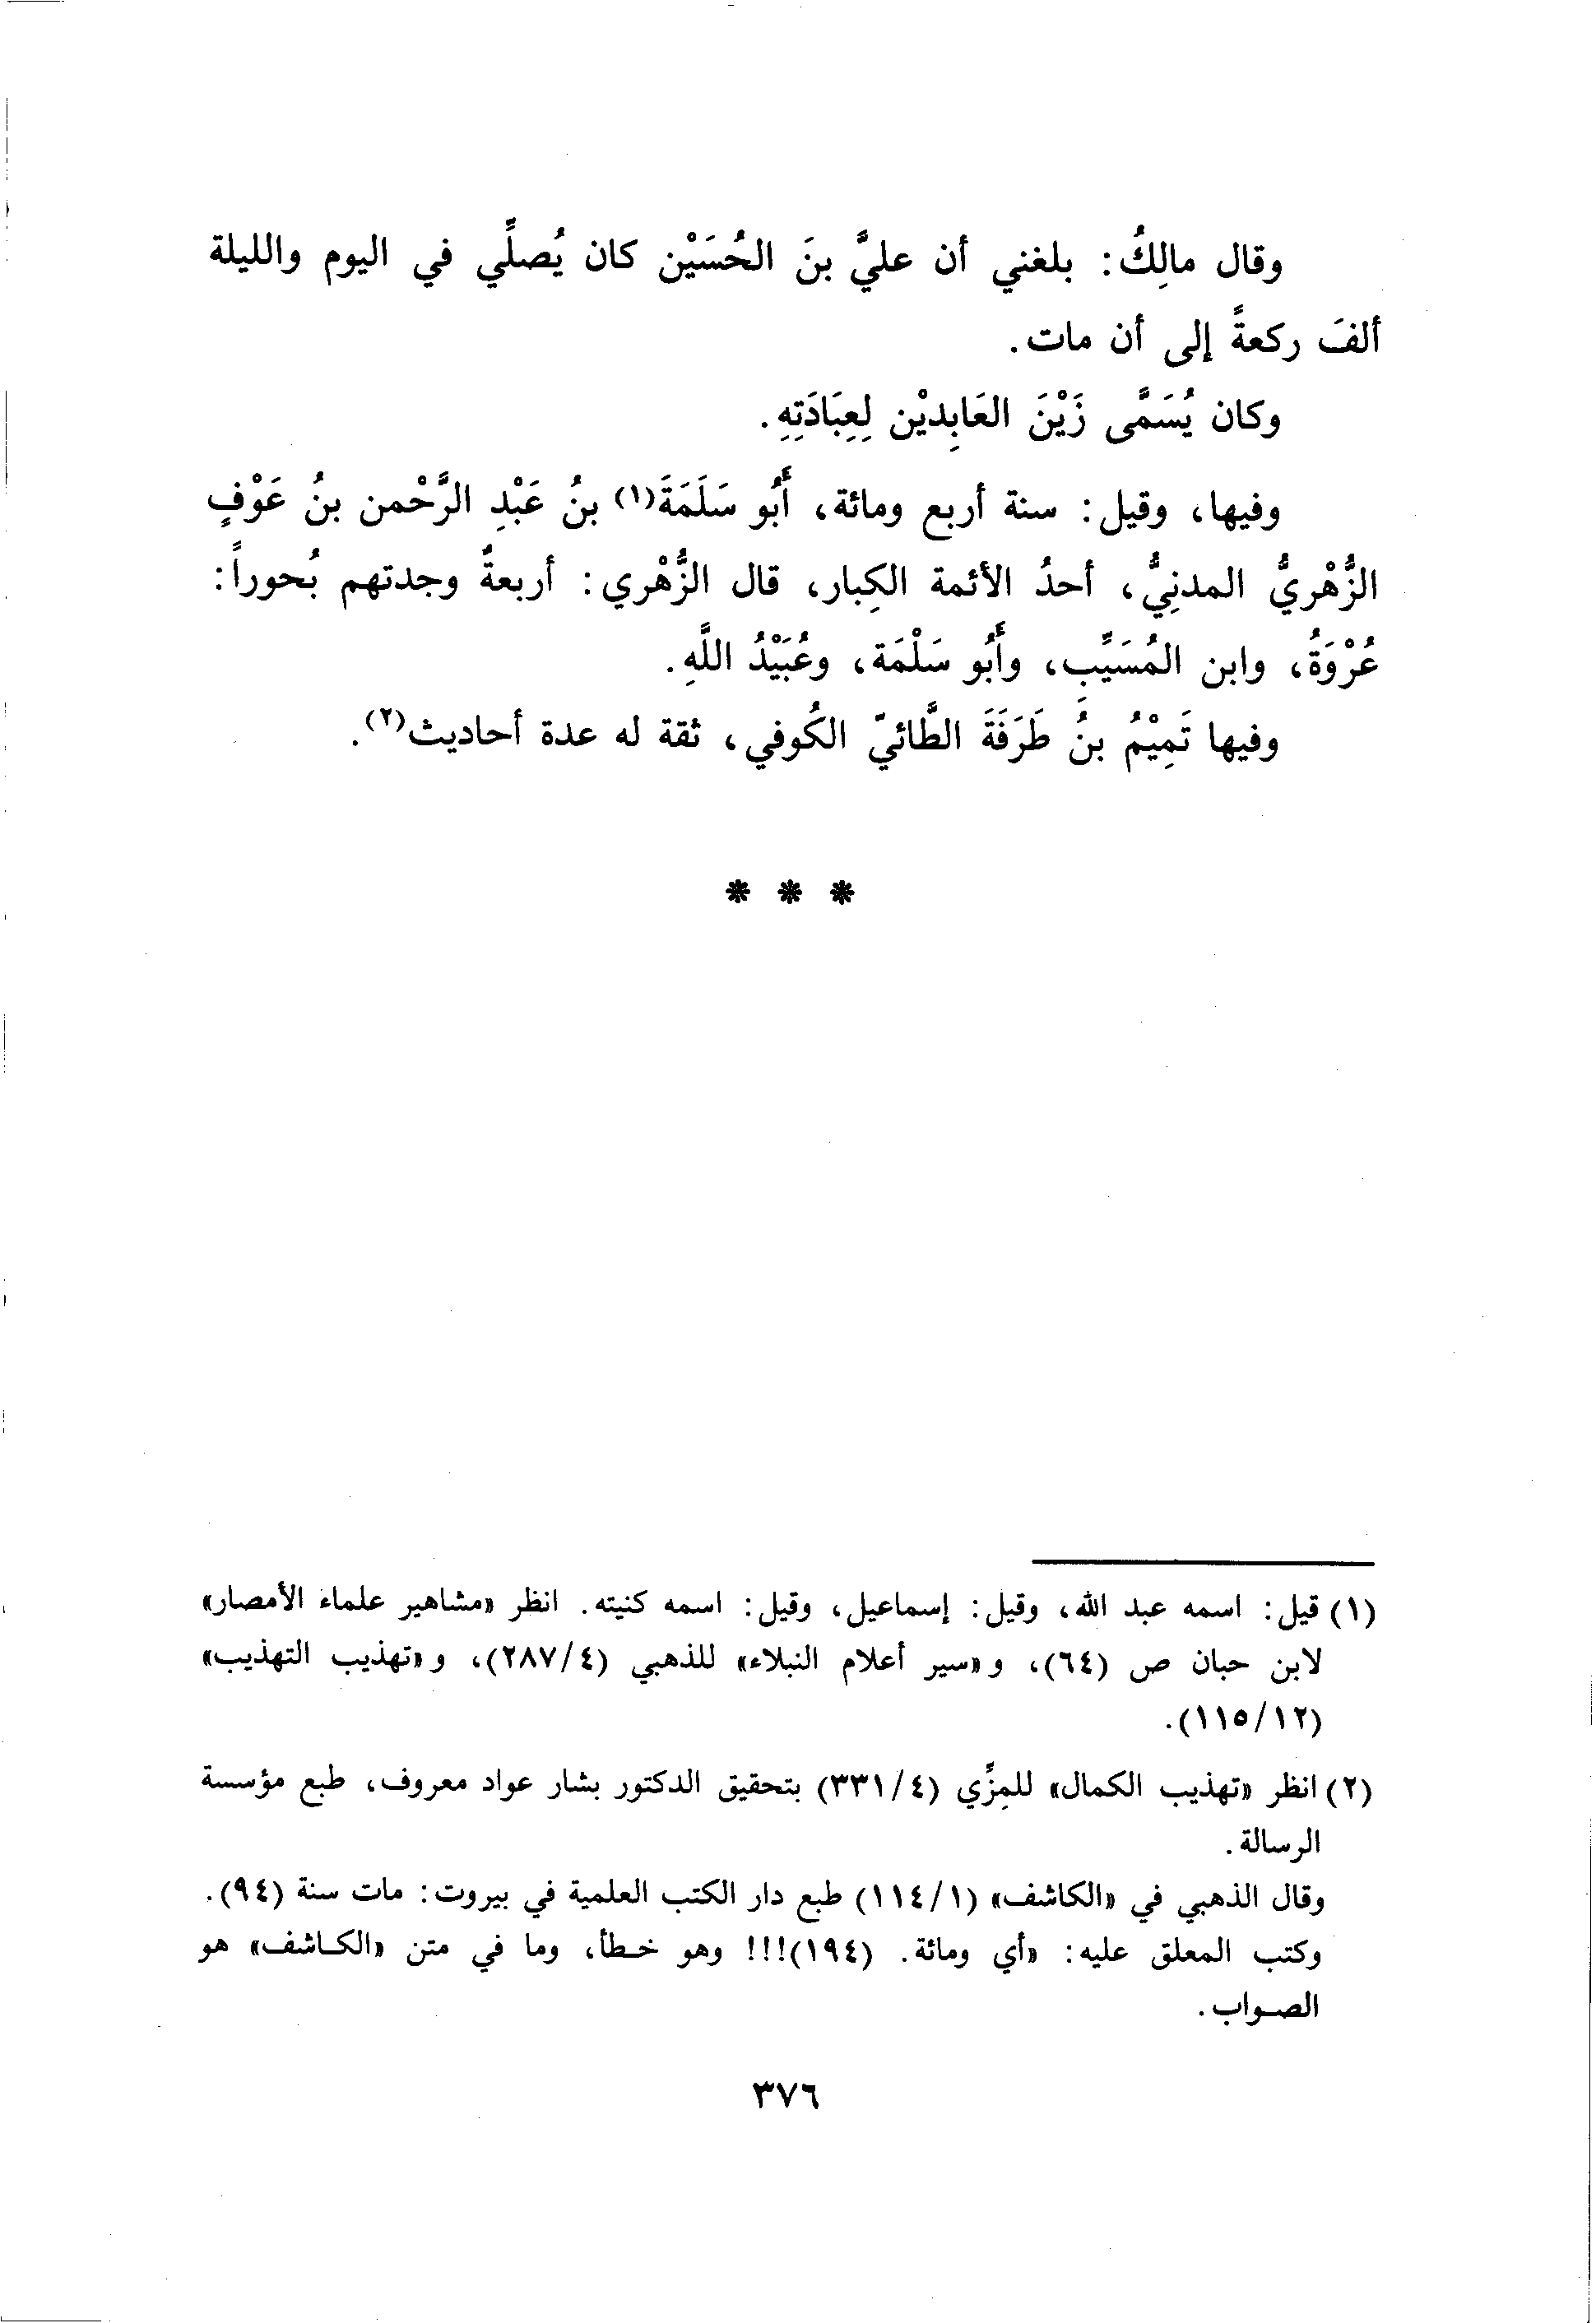 وقال مالِكُ: بلغني أن عليَّ بنَ الحُسَيْن كان يُصلِّي في اليوم والليلة
ألفَ ركعةً إلى أن مات.
وكان يُسَمَّى زَيْنَ العَابِدِيْن لِعِبَادَتِهِ.
وفيها، وقيل: سنة أربع ومائة، أَبُو سَلَمَةَ(١) بنُ عَبْدِ الرَّحْمن بنُ عَوْفٍ
الزُّهْريُّ المدنِيُّ، أحدُ الأئمة الكِبار، قال الزُّهْري: أربعةٌ وجدتهم بُحوراً:
عُرْوَةُ، وابن المُسَيِّبِ، وأَبُو سَلْمَة، وعُبَيْدُ اللَّهِ.
وفيها تَمِيْمُ بنُ طَرَفَةَ الطَّائيّ الكُوفي، ثقة له عدة أحاديث(٢).
* * *
(١) قيل: اسمه عبد الله، وقيل: إسماعيل، وقيل: اسمه كنيته. انظر «مشاهير علماء الأمصار»
لابن حبان ص (٦٤)، و«سير أعلام النبلاء» للذهبي (٢٨٧/٤)، و«تهذيب التهذيب»
(١١٥/١٢).
(٢) انظر «تهذيب الكمال» للمِزِّي (٣٣١/٤) بتحقيق الدكتور بشار عواد معروف، طبع مؤسسة
الرسالة.
وقال الذهبي في «الكاشف» (١١٤/١) طبع دار الكتب العلمية في بيروت: مات سنة (٩٤).
وكتب المعلق عليه: «أي ومائة. (١٩٤)!!! وهو خطأ، وما في متن «الكاشف» هو
الصواب.
٣٧٦